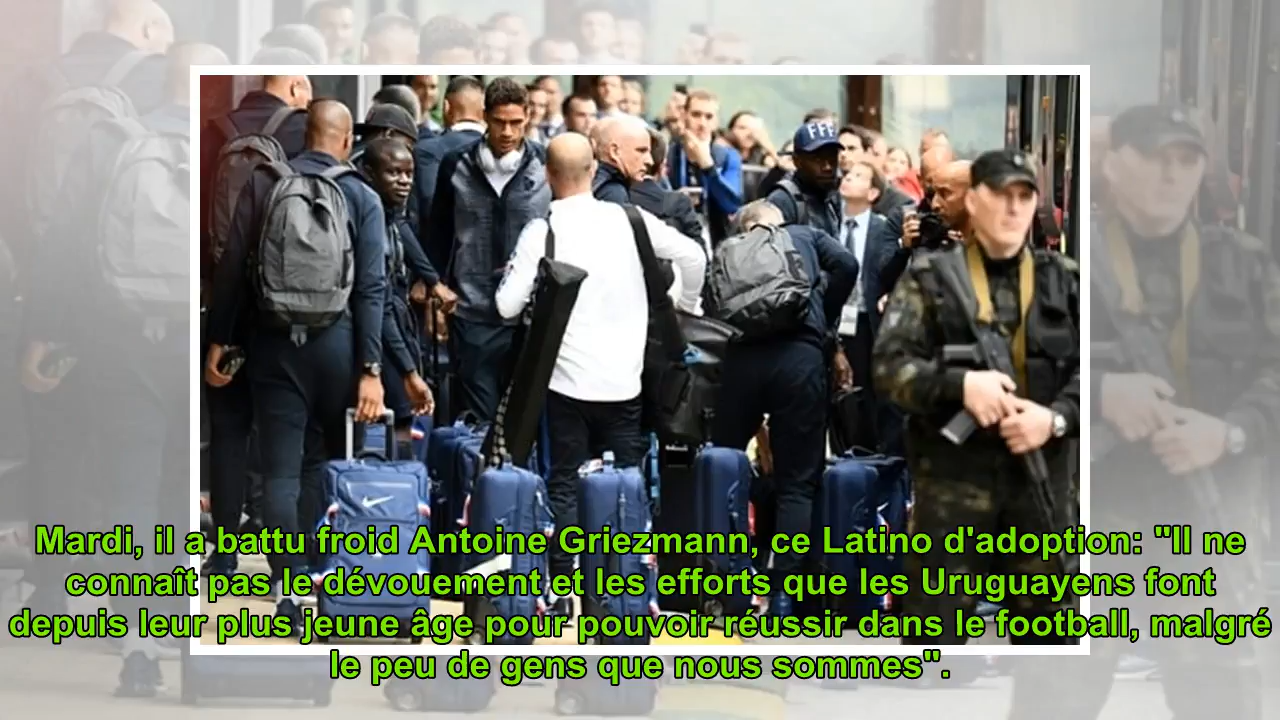 FFF
Mardi, il a battu froid Antoine Griezmann, ce Latino d'adoption: "Il ne
connaît pas le dévouement et les efforts que les Uruguayens font
depuis leur plus jeune âge pour pouvoir réussir dans le football, malgré
le peu de gens que nous sommes".